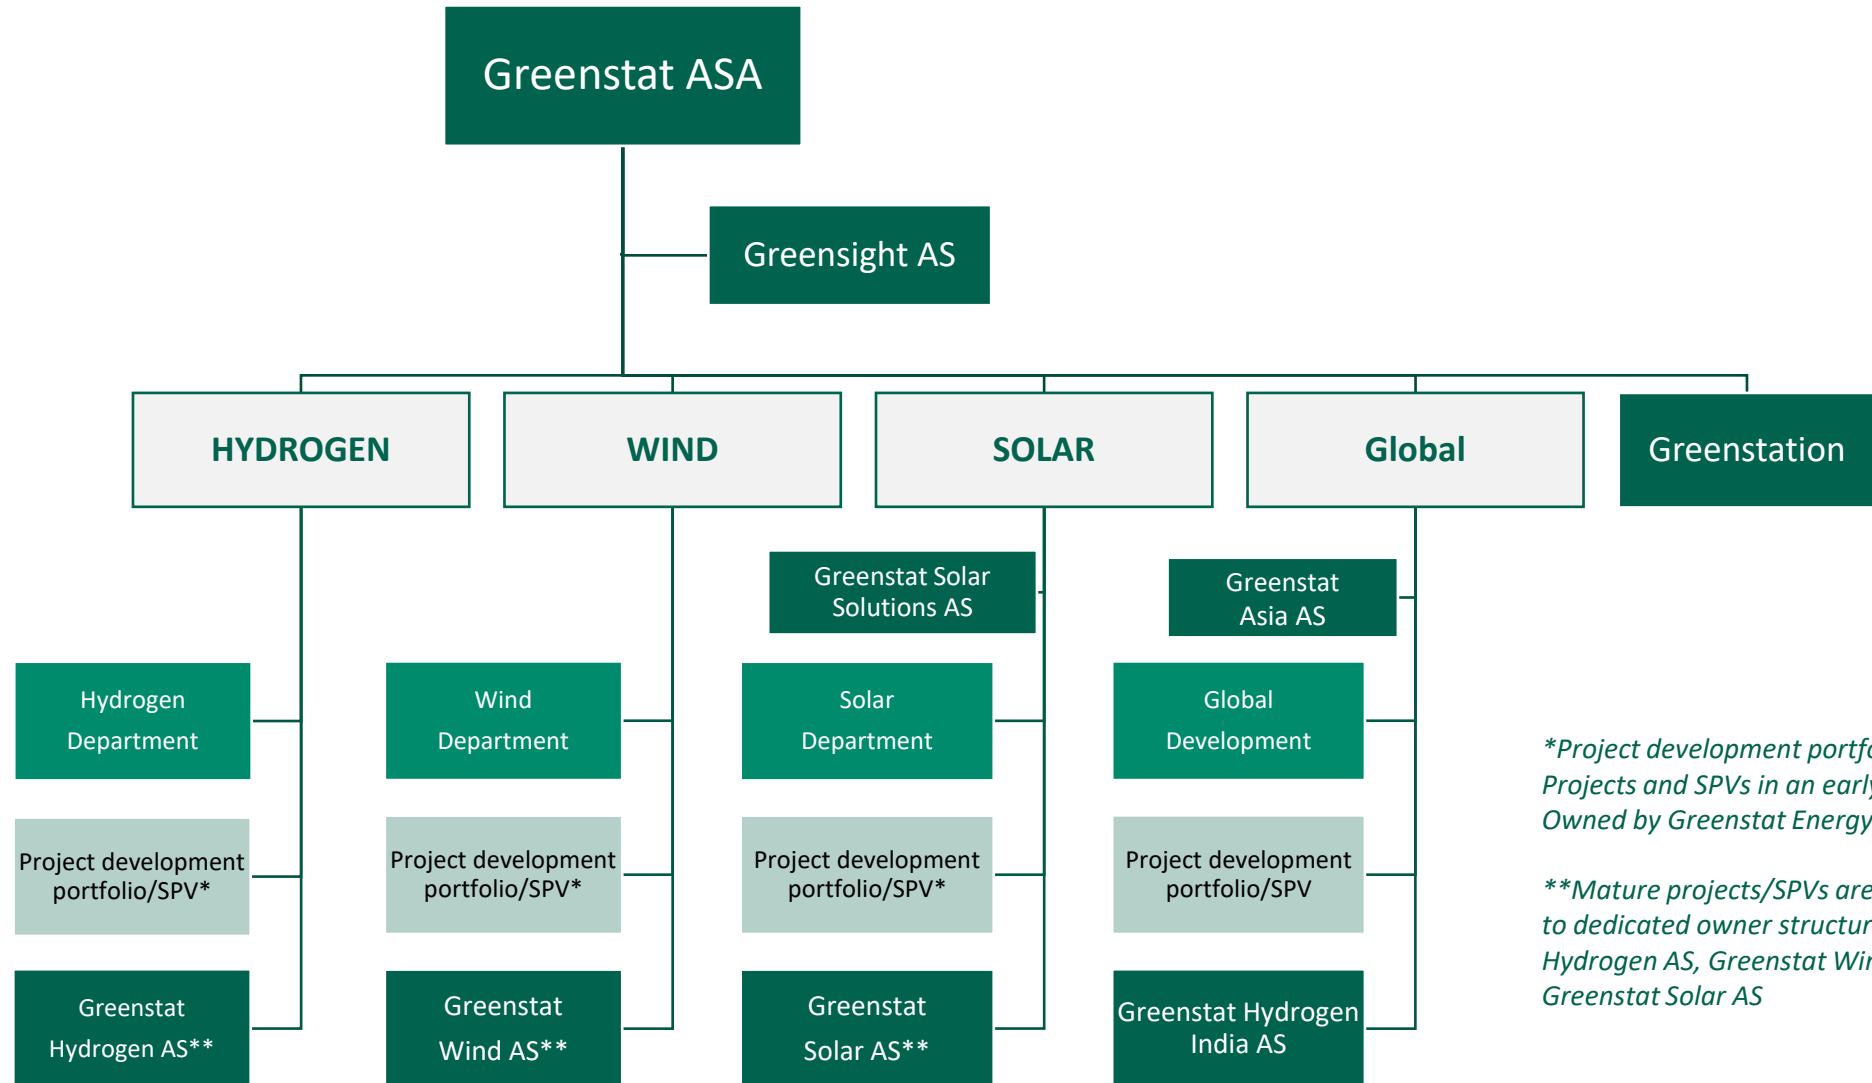 Greenstat ASA
Greensight AS
HYDROGEN
WIND
SOLAR
Global
Greenstation
Greenstat Solar
Solutions AS
Greenstat
Asia AS
Hydrogen
Department
Wind
Department
Solar
Department
Global
Development
Project development
portfolio/SPV*
Project development
portfolio/SPV*
Project development
portfolio/SPV*
Project development
portfolio/SPV
Greenstat
Hydrogen AS**
Greenstat
Wind AS**
Greenstat
Solar AS**
Greenstat Hydrogen
India AS
*Project development
Projects and SPVs in an early
Owned by Greenstat Energy
**Mature projects/SPVs are
to dedicated owner
Hydrogen AS, Greenstat
Greenstat Solar AS